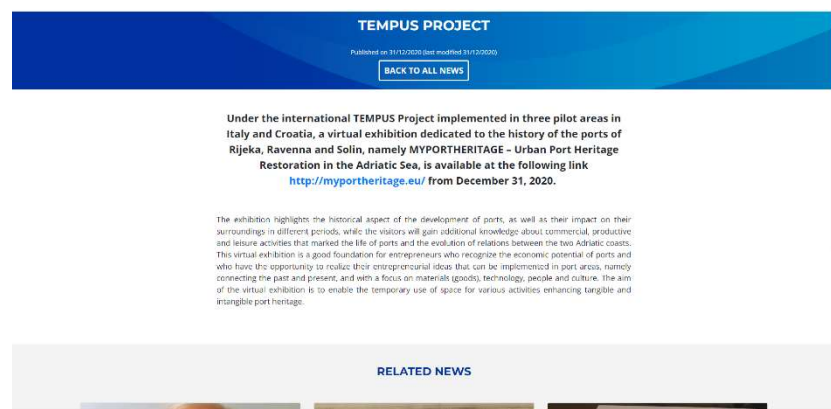 TEMPUS PROJECT
Published on 31/12/2020 (last modified 31/12/2020)
BACK TO ALL NEWS
Under the international TEMPUS Project implemented in three pilot areas in
Italy and Croatia, a virtual exhibition dedicated to the history of the ports of
Rijeka, Ravenna and Solin, namely MYPORTHERITAGE – Urban Port Heritage
Restoration in the Adriatic Sea, is available at the following link
http://myportheritage.eu/ from December 31, 2020.
The exhibition highlights the historical aspect of the development of ports, as well as their impact on their
surroundings in different periods, while the visitors will gain additional knowledge about commercial, productive
and leisure activities that marked the life of ports and the evolution of relations between the two Adriatic coasts.
This virtual exhibition is a good foundation for entrepreneurs who recognize the economic potential of ports and
who have the opportunity to realize their entrepreneurial ideas that can be implemented in port areas, namely
connecting the past and present, and with a focus on materials (goods), technology, people and culture. The aim
of the virtual exhibition is to enable the temporary use of space for various activities enhancing tangible and
intangible port heritage.
RELATED NEWS